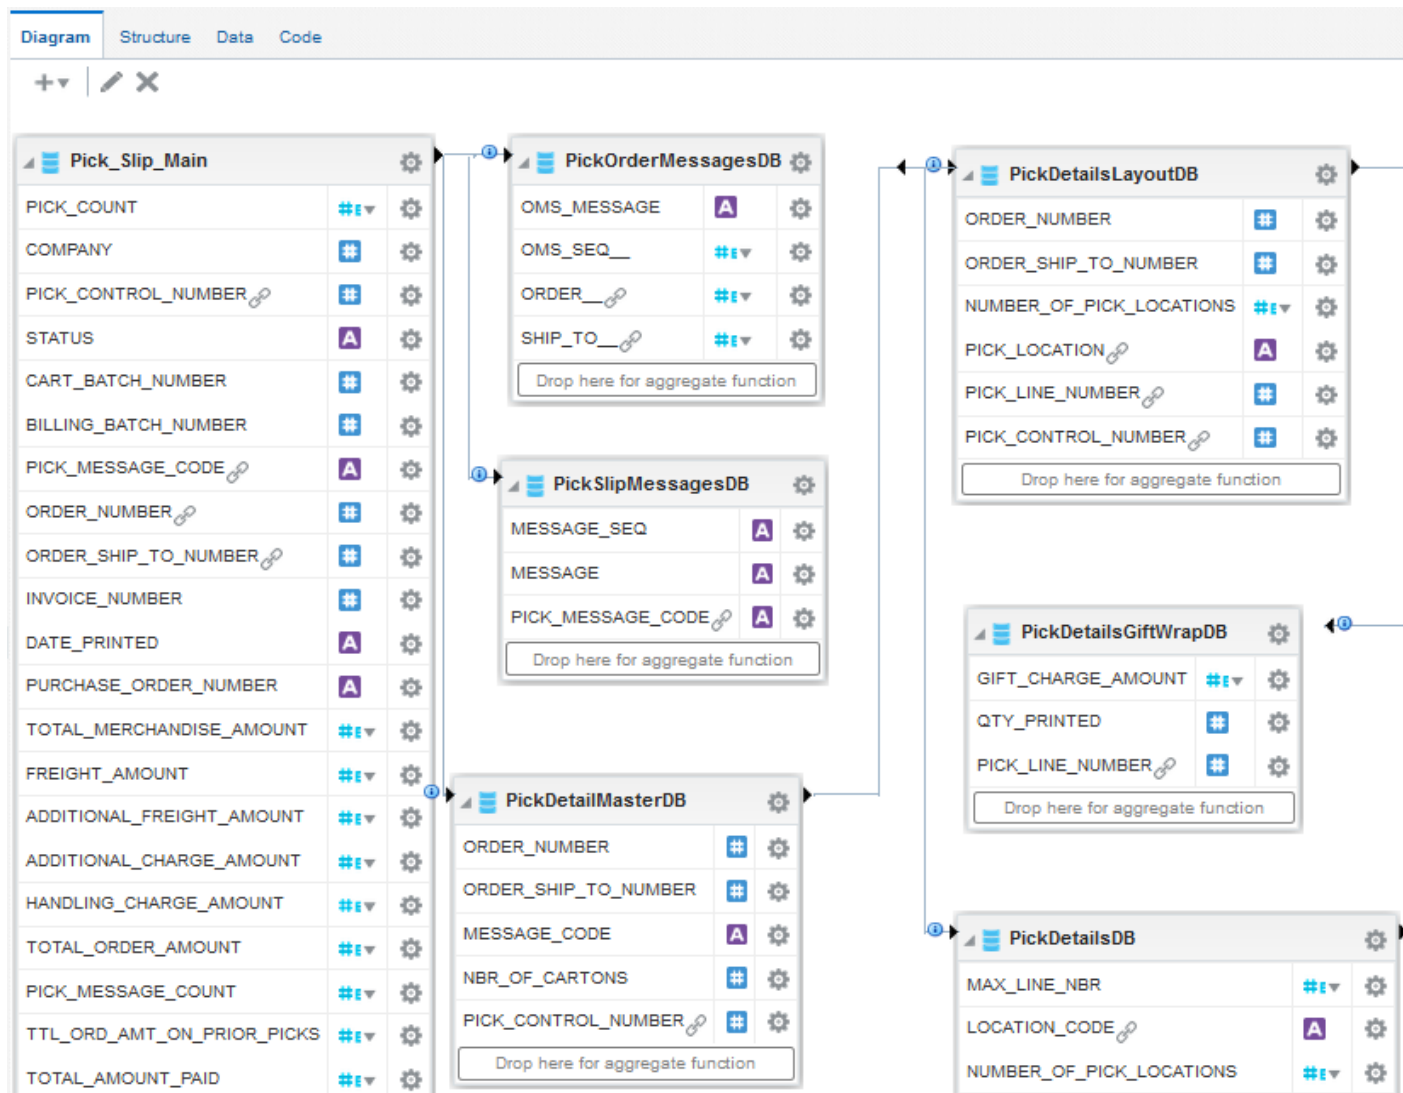 Diagram Structure Data Code
Pick_Slip_Main
PICK_COUNT
COMPANY
PICK_CONTROL_NUMBER
STATUS
CART_BATCH_NUMBER
BILLING_BATCH_NUMBER
PICK_MESSAGE_CODE
ORDER_NUMBER
ORDER_SHIP_TO_NUMBER
INVOICE_NUMBER
DATE_PRINTED
PURCHASE_ORDER_NUMBER
TOTAL_MERCHANDISE_AMOUNT
FREIGHT_AMOUNT
ADDITIONAL_FREIGHT_AMOUNT
ADDITIONAL_CHARGE_AMOUNT
HANDLING_CHARGE_AMOUNT
TOTAL_ORDER_AMOUNT
PICK_MESSAGE_COUNT
TTL_ORD_AMT_ON_PRIOR_PICKS
TOTAL_AMOUNT_PAID
PickOrderMessagesDB
OMS_MESSAGE
OMS_SEQ__
ORDER__
SHIP_TO__
Drop here for aggregate function
PickSlipMessagesDB
MESSAGE_SEQ
MESSAGE
PICK_MESSAGE_CODE
Drop here for aggregate function
PickDetailMasterDB
ORDER_NUMBER
ORDER_SHIP_TO_NUMBER
MESSAGE_CODE
NBR_OF_CARTONS
PICK_CONTROL_NUMBER
Drop here for aggregate function
PickDetailsLayoutDB
ORDER_NUMBER
ORDER_SHIP_TO_NUMBER
NUMBER_OF_PICK_LOCATIONS
PICK_LOCATION
PICK_LINE_NUMBER
PICK_CONTROL_NUMBER
Drop here for aggregate function
PickDetailsGiftWrapDB
GIFT_CHARGE_AMOUNT
QTY_PRINTED
PICK_LINE_NUMBER
Drop here for aggregate function
PickDetailsDB
MAX_LINE_NBR
LOCATION_CODE
NUMBER_OF_PICK_LOCATIONS